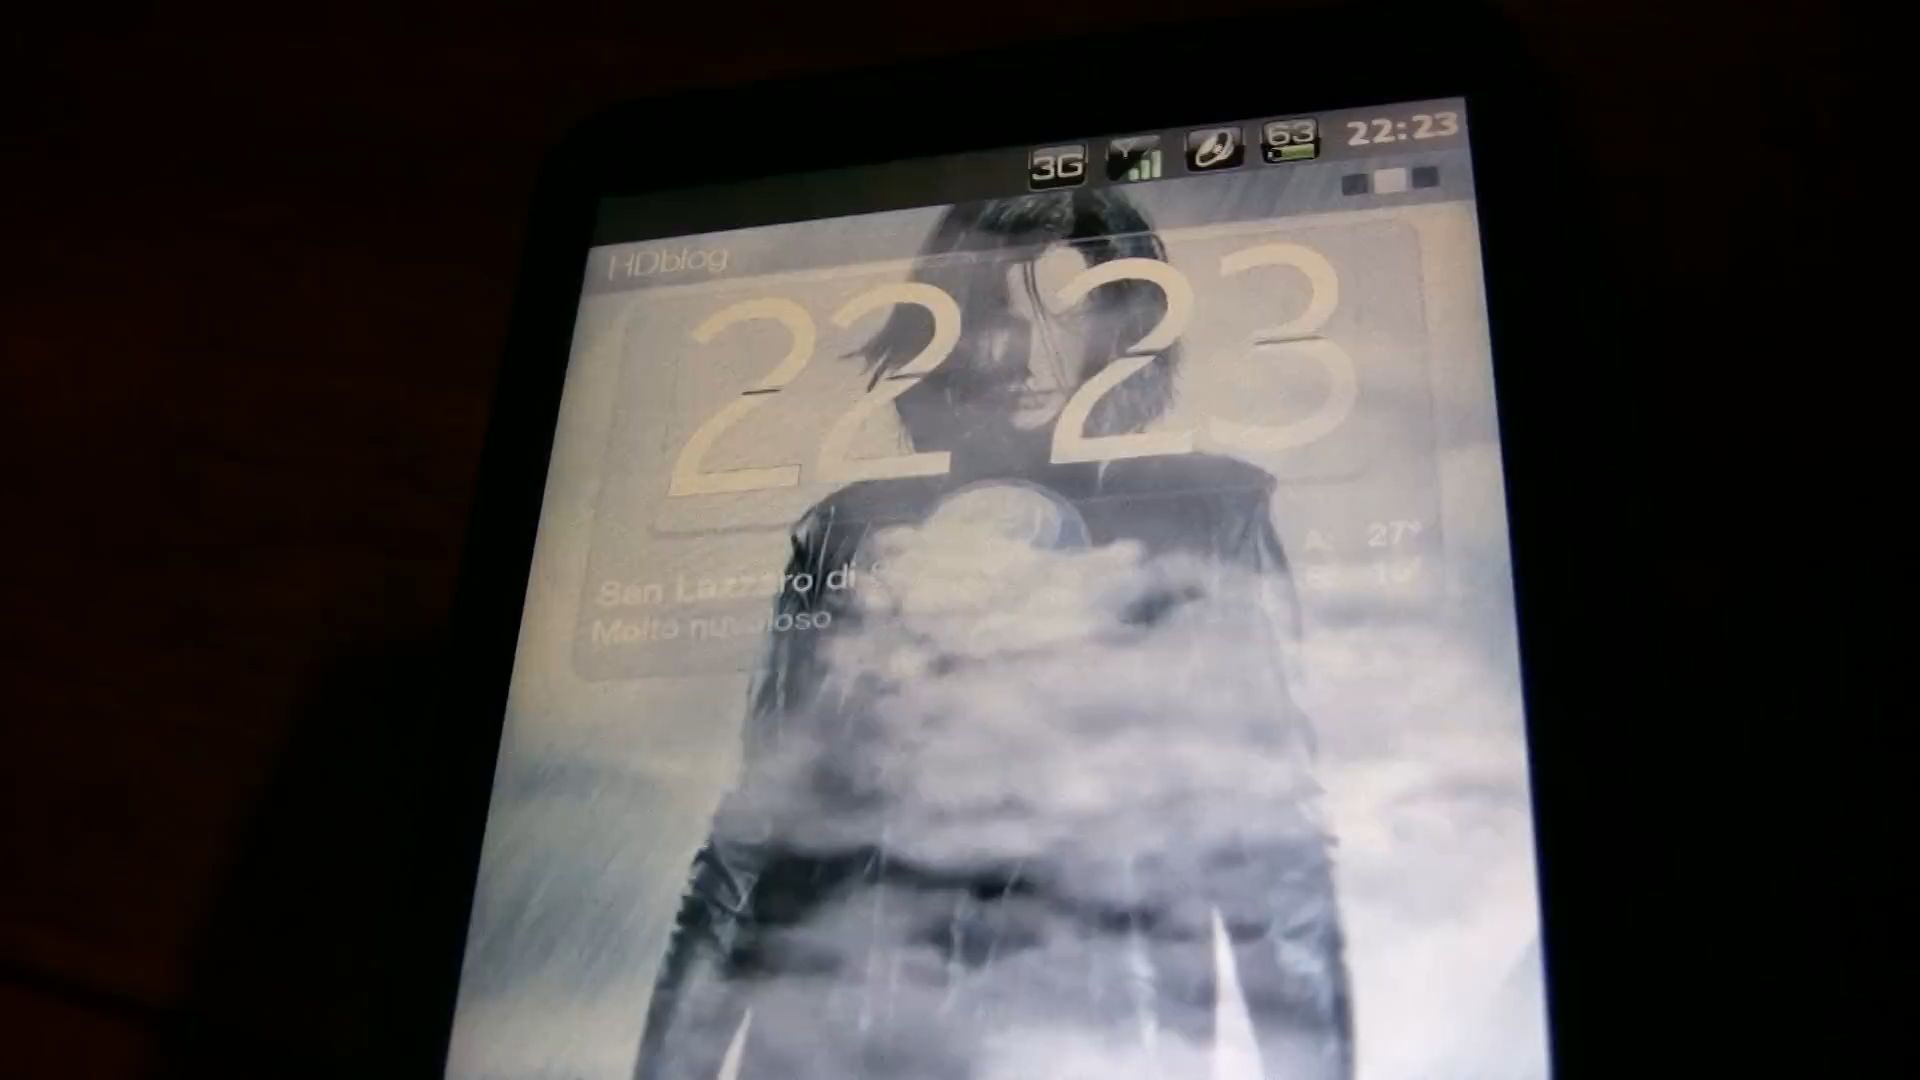 3G 63 22:23
HDblog
22 23
A: 27°
San Lazzaro di
Molto nuvoloso